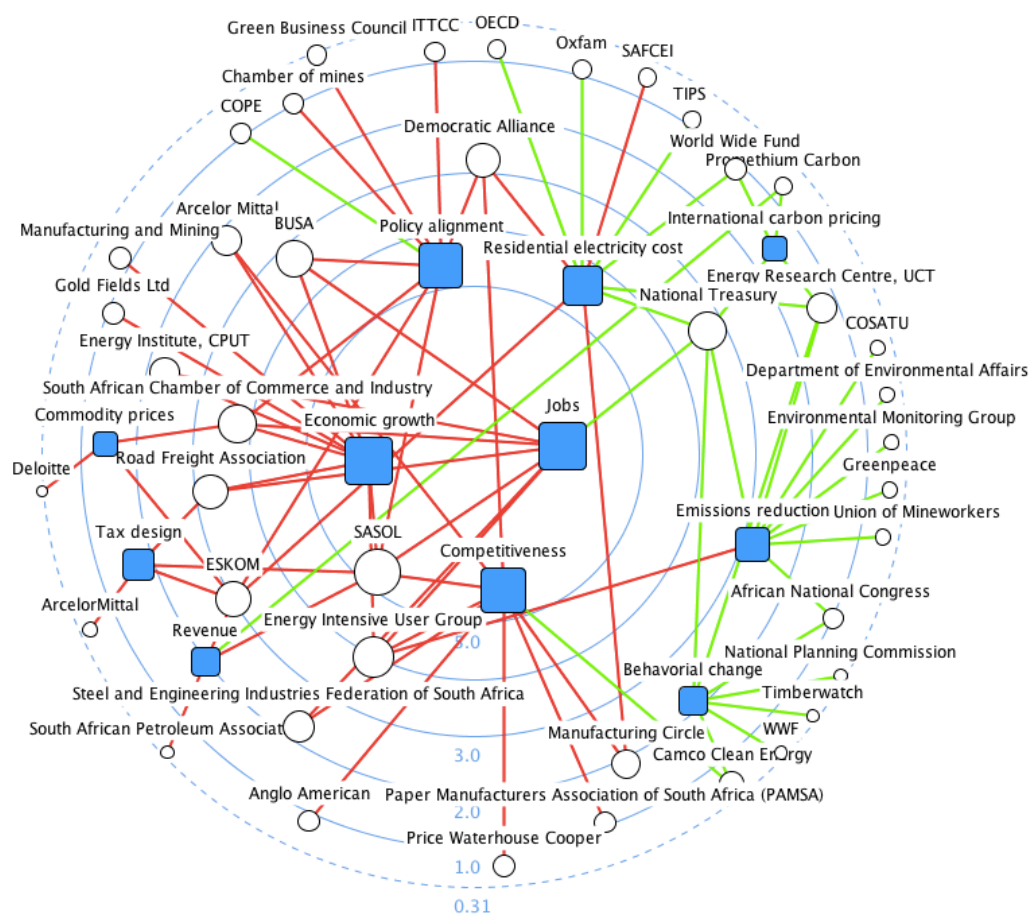 OECD
Green Business Council
ITTCC
Oxfam
SAFCEI
Chamber of mines
TIPS
COPE
Democratic Alliance
World Wide Fund
Promethium Carbon
Arcelor Mittal
International carbon pricing
Manufacturing and Mining
BUSA
Policy alignment
Residential electricity cost
Energy Research Centre, UCT
Gold Fields Ltd
National Treasury
COSATU
Energy Institute, CPUT
Department of Environmental Affairs
South African Chamber of Commerce and Industry
Jobs
Commodity prices
Economic growth
Environmental Monitoring Group
Road Freight Association
Deloitte
Greenpeace
Emissions reduction
Union of Mineworkers
Tax design
SASOL
Competitiveness
ESKOM
African National Congress
ArcelorMittal
Energy Intensive User Group
Revenue
5.0
National Planning Commission
Behavorial change
Steel and Engineering Industries Federation of South Africa
Timberwatch
South African Petroleum Associat
Manufacturing Circle
WWF
3.0
Camco Clean Energy
Anglo American
Paper Manufacturers Association of South Africa (PAMSA)
2.0
Price Waterhouse Cooper
1.0
0.31